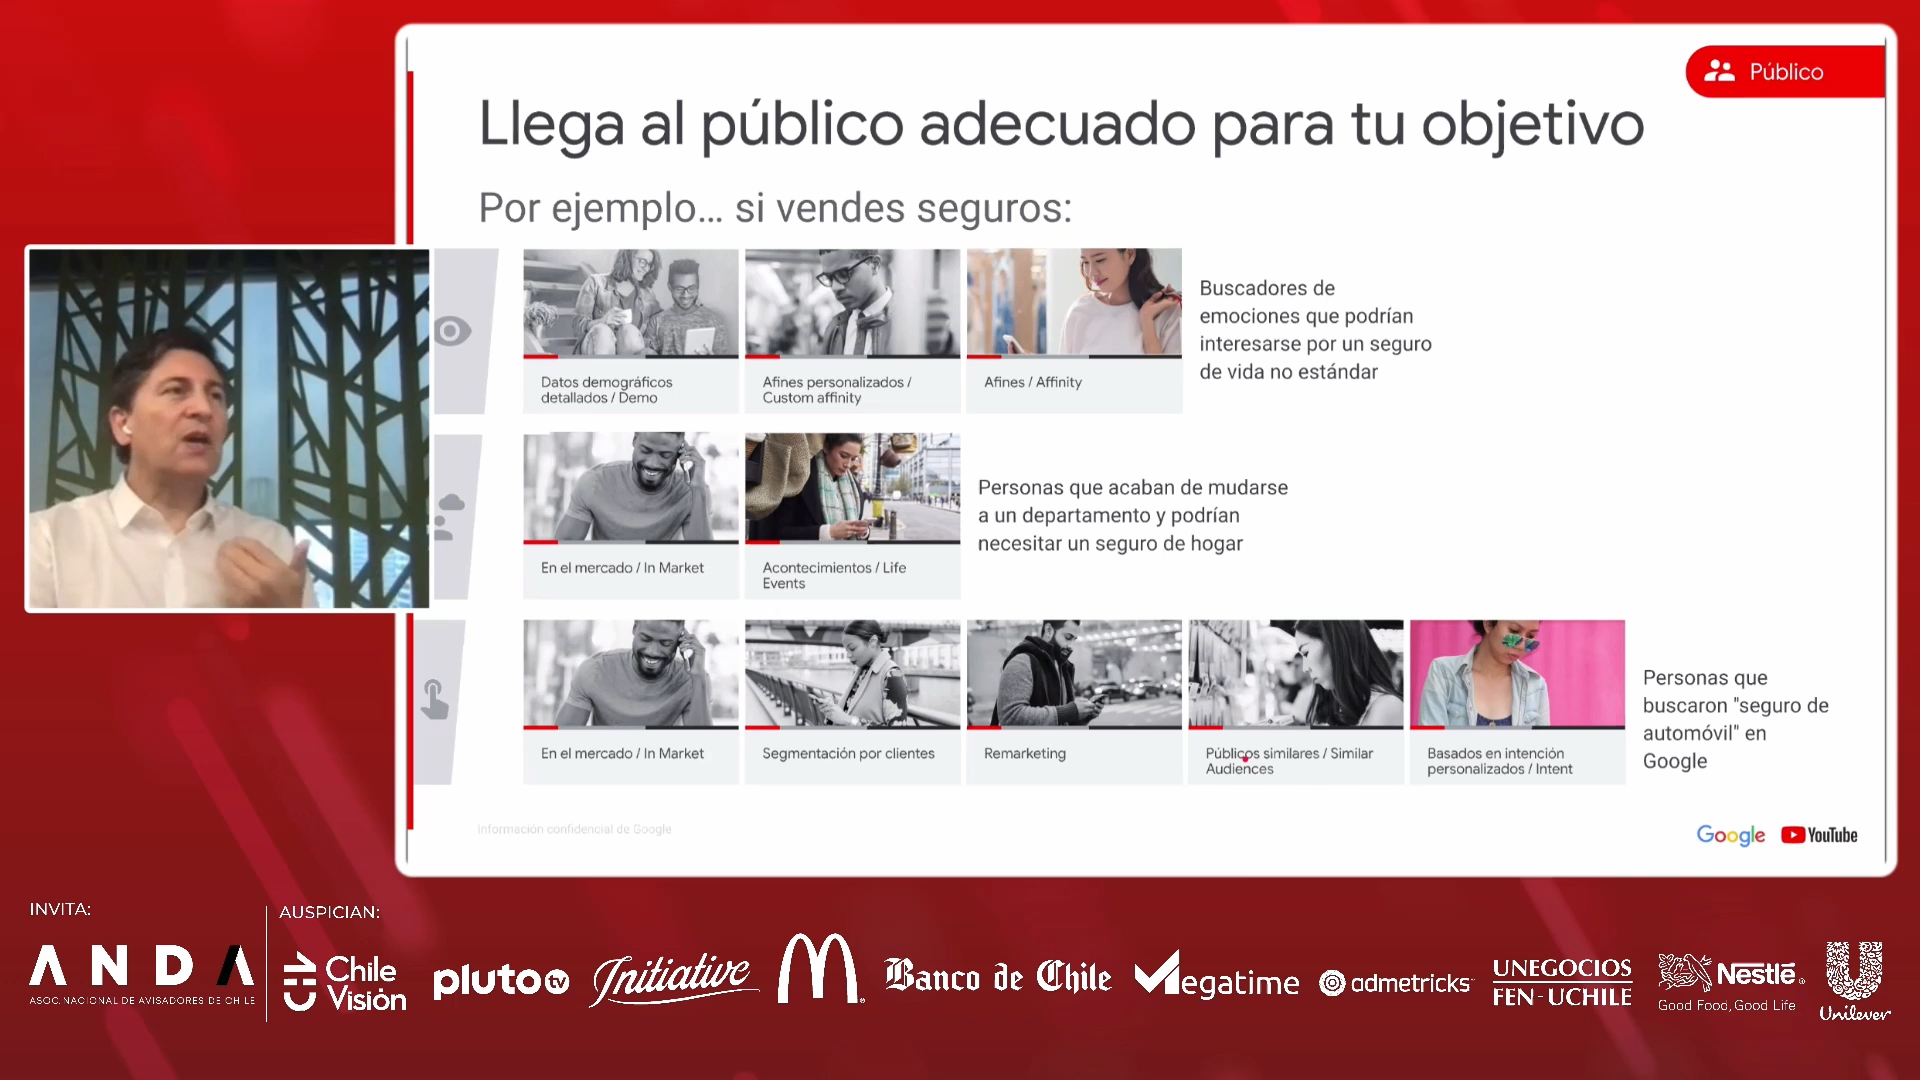 Público
Llega al público adecuado para tu objetivo
Por ejemplo... si vendes seguros:
Datos demográficos
detallados / Demo
Afines personalizados /
Custom affinity
Afines / Affinity
Buscadores de
emociones que podrían
interesarse por un seguro
de vida no estándar
En el mercado / In Market
Acontecimientos / Life
Events
Personas que acaban de mudarse
a un departamento y podrían
necesitar un seguro de hogar
En el mercado / In Market
Segmentación por clientes
Remarketing
Públicos similares / Similar
Audiences
Basados en intención
personalizados / Intent
Personas que
buscaron "seguro de
automóvil" en
Google
Información confidencial de Google
Google
YouTube
INVITA:
ANDA
ASOC. NACIONAL DE AVISADORES DE CHILE
AUSPICIAN:
CHV
Chile
Visión
pluto tv
Initiative
M
Banco de Chile
Megatime
admetricks
UNEGOCIOS
FEN-UCHILE
Nestlé
Good Food, Good Life
Unilever